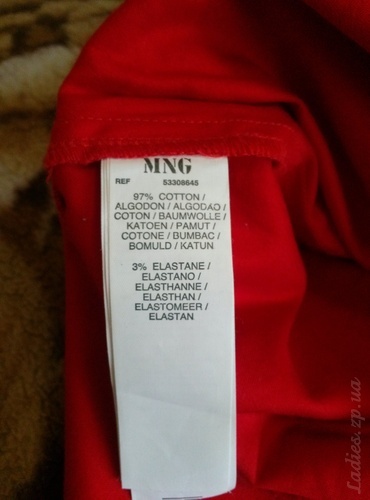 MNG
REF 53308645
97% COTTON /
ALGODON / ALGODAO /
COTON / BAUMWOLLE /
KATOEN / PAMUT /
COTONE / BUMBAC /
BOMULD / KATUN
3% ELASTANE /
ELASTANO /
ELASTHANNE /
ELASTHAN /
ELASTOMEER /
ELASTAN
Ladies.zp.ua